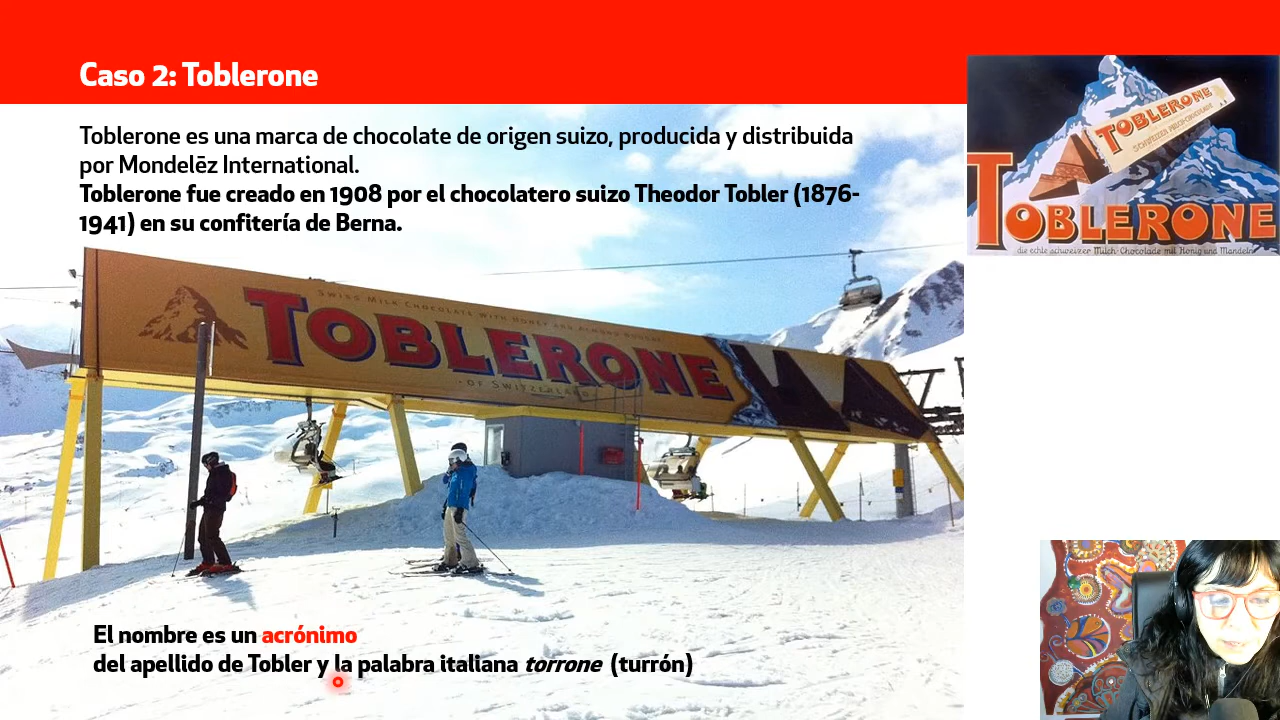 Caso 2: Toblerone
Toblerone es una marca de chocolate de origen suizo, producida y distribuida
por Mondelēz International.
Toblerone fue creado en 1908 por el chocolatero suizo Theodor Tobler (1876-
1941) en su confitería de Berna.
TOBLERONE
SCHWEIZER MILCH-CHOCOLADE
TOBLERONE
die echte schweizer Milch-Chocolade mit Honig und Mandeln
SWISS MILK CHOCOLATE WITH HONEY AND ALMOND NOUGAT
TOBLERONE
· OF SWITZERLAND
El nombre es un acrónimo
del apellido de Tobler y la palabra italiana torrone (turrón)